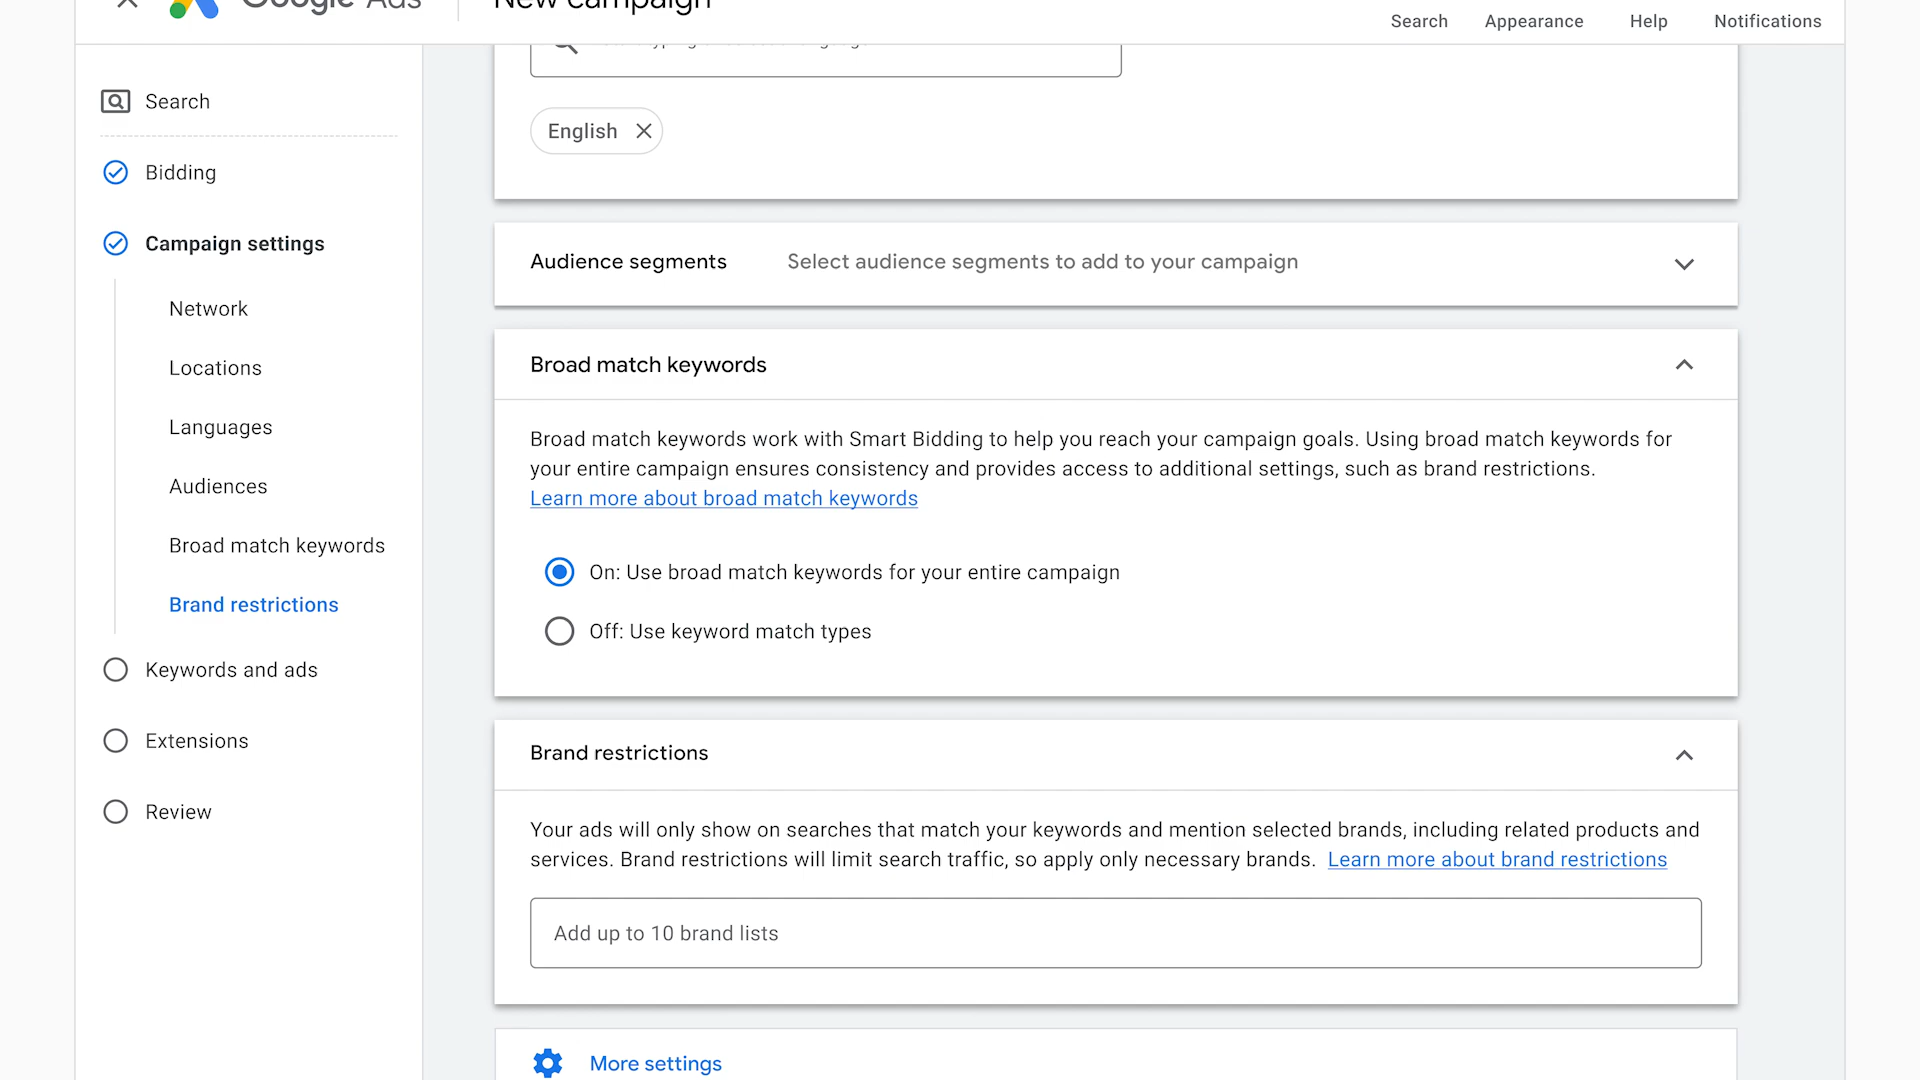 Google Ads
New campaign
Search
Appearance
Help
Notifications
Search
Bidding
Campaign settings
Network
Locations
Languages
Audiences
Broad match keywords
Brand restrictions
Keywords and ads
Extensions
Review
English
Audience segments
Select audience segments to add to your campaign
Broad match keywords
Broad match keywords work with Smart Bidding to help you reach your campaign goals. Using broad match keywords for
your entire campaign ensures consistency and provides access to additional settings, such as brand restrictions.
Learn more about broad match keywords
On: Use broad match keywords for your entire campaign
Off: Use keyword match types
Brand restrictions
Your ads will only show on searches that match your keywords and mention selected brands, including related products and
services. Brand restrictions will limit search traffic, so apply only necessary brands. Learn more about brand restrictions
Add up to 10 brand lists
More settings